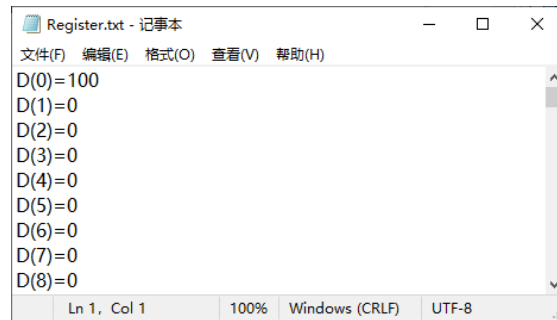 Register.txt - 记事本
文件(F) 编辑(E) 格式(O) 查看(V) 帮助(H)
D(0)=100
D(1)=0
D(2)=0
D(3)=0
D(4)=0
D(5)=0
D(6)=0
D(7)=0
D(8)=0
Ln 1, Col 1 100% Windows (CRLF) UTF-8